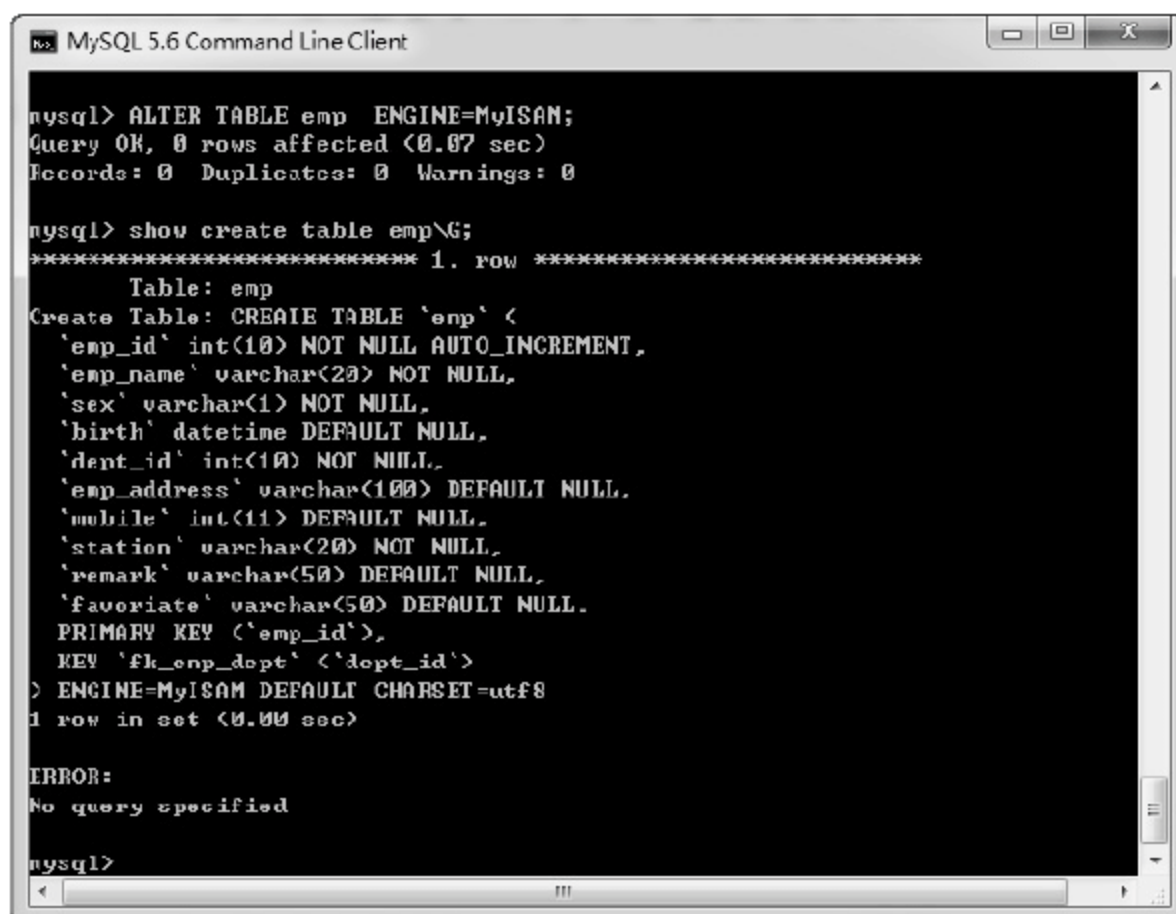 MySQL 5.6 Command Line Client
mysql> ALTER TABLE emp  ENGINE=MyISAM;
Query OK, 0 rows affected (0.07 sec)
Records: 0  Duplicates: 0  Warnings: 0
mysql> show create table emp\G;
*************************** 1. row ***************************
       Table: emp
Create Table: CREATE TABLE `emp` (
  `emp_id` int(10) NOT NULL AUTO_INCREMENT,
  `emp_name` varchar(20) NOT NULL,
  `sex` varchar(1) NOT NULL,
  `birth` datetime DEFAULT NULL,
  `dept_id` int(10) NOT NULL,
  `emp_address` varchar(100) DEFAULT NULL,
  `mobile` int(11) DEFAULT NULL,
  `station` varchar(20) NOT NULL,
  `remark` varchar(50) DEFAULT NULL,
  `favoriate` varchar(50) DEFAULT NULL,
  PRIMARY KEY (`emp_id`),
  KEY `fk_emp_dept` (`dept_id`)
) ENGINE=MyISAM DEFAULT CHARSET=utf8
1 row in set (0.00 sec)
ERROR:
No query specified
mysql>